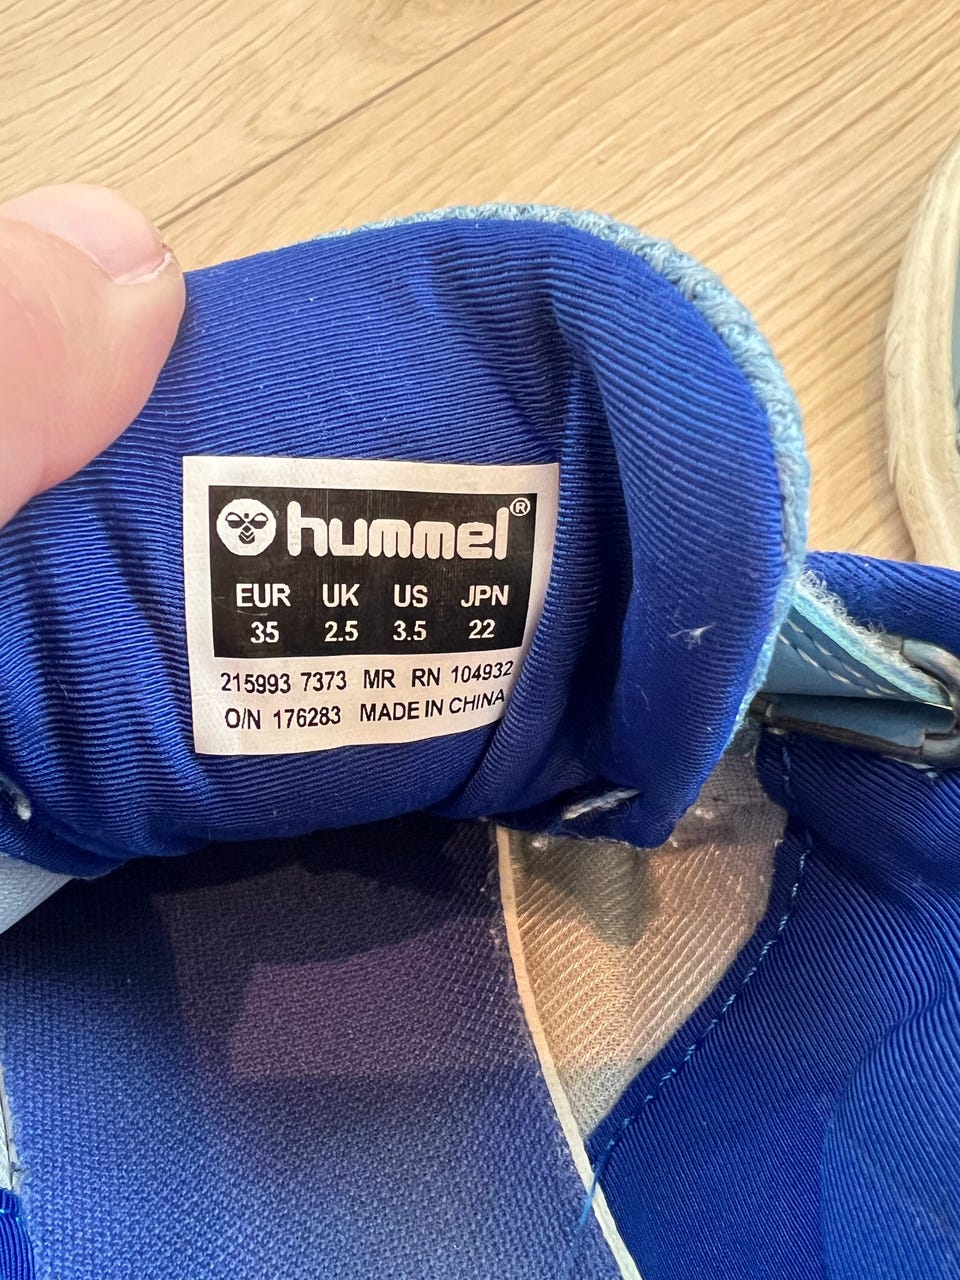 hummel®
EUR UK US JPN
35 2.5 3.5 22
215993 7373 MR RN 104932
O/N 176283 MADE IN CHINA